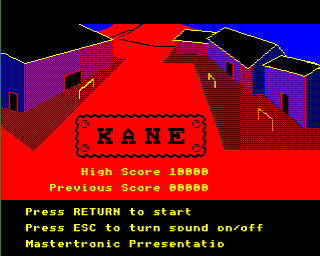 KANE
High Score 10000
Previous Score 00000
Press RETURN to start
Press ESC to turn sound on/off
Mastertronic Prresentatio